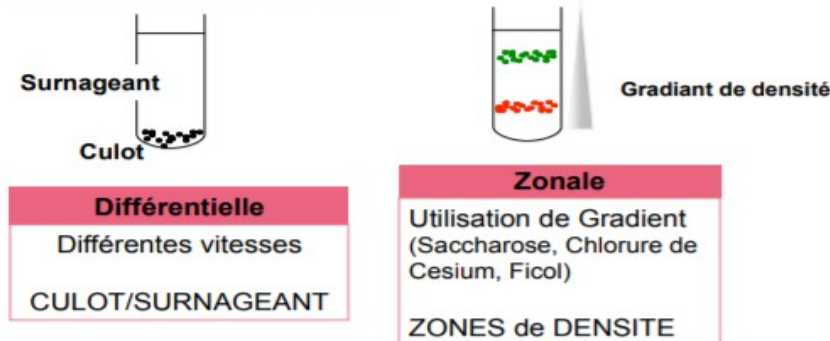 Surnageant
Culot
Différentielle
Différentes vitesses
CULOT/SURNAGEANT
Gradiant de densité
Zonale
Utilisation de Gradient
(Saccharose, Chlorure de
Cesium, Ficol)
ZONES de DENSITE